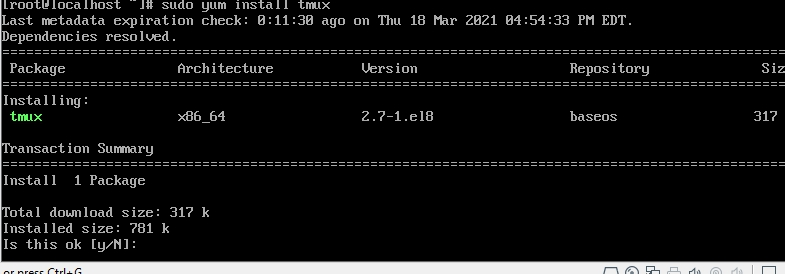 [root@localhost ~]# sudo yum install tmux
Last metadata expiration check: 0:11:30 ago on Thu 18 Mar 2021 04:54:33 PM EDT.
Dependencies resolved.
================================================================================
Package Architecture Version Repository Siz
================================================================================
Installing:
tmux x86_64 2.7-1.el8 baseos 317
Transaction Summary
================================================================================
Install 1 Package
Total download size: 317 k
Installed size: 781 k
Is this ok [y/N]:
or press Ctrl+G.